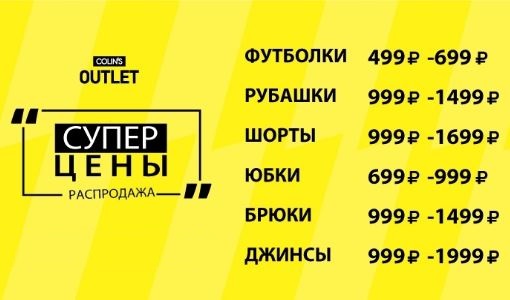 COLIN'S
OUTLET
СУПЕР
ЦЕНЫ
РАСПРОДАЖА
ФУТБОЛКИ 499₽ -699₽
РУБАШКИ 999₽ -1499₽
ШОРТЫ 999₽ -1699₽
ЮБКИ 699₽ -999₽
БРЮКИ 999₽ -1499₽
ДЖИНСЫ 999₽ -1999₽